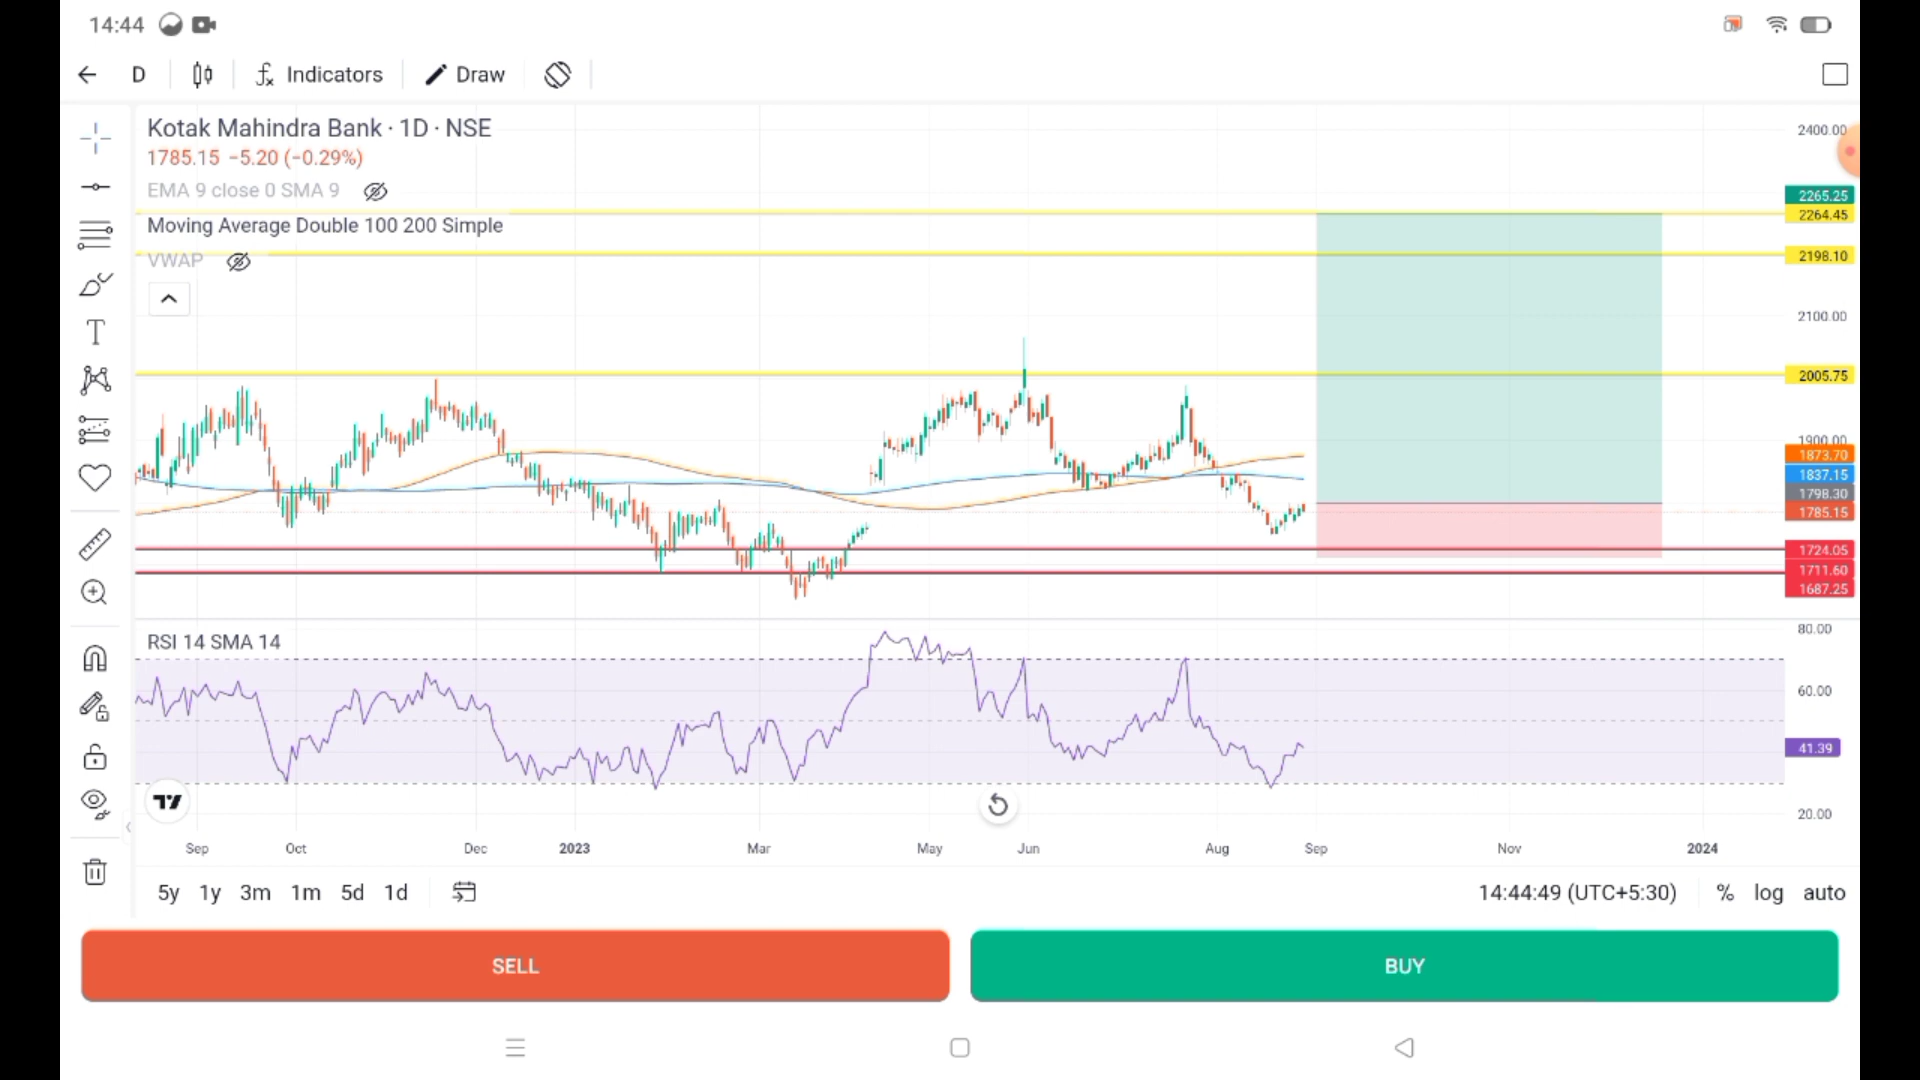 14:44
D
Indicators
Draw
Kotak Mahindra Bank · 1D · NSE
1785.15 −5.20 (−0.29%)
EMA 9 close 0 SMA 9
Moving Average Double 100 200 Simple
VWAP
2400.00
2265.25
2264.45
2198.10
2100.00
2005.75
1900.00
1873.70
1837.15
1798.30
1785.15
1724.05
1711.60
1687.25
RSI 14 SMA 14
80.00
60.00
41.39
20.00
Sep Oct Dec 2023 Mar May Jun Aug Sep Nov 2024
5y 1y 3m 1m 5d 1d 14:44:49 (UTC+5:30) % log auto
SELL BUY